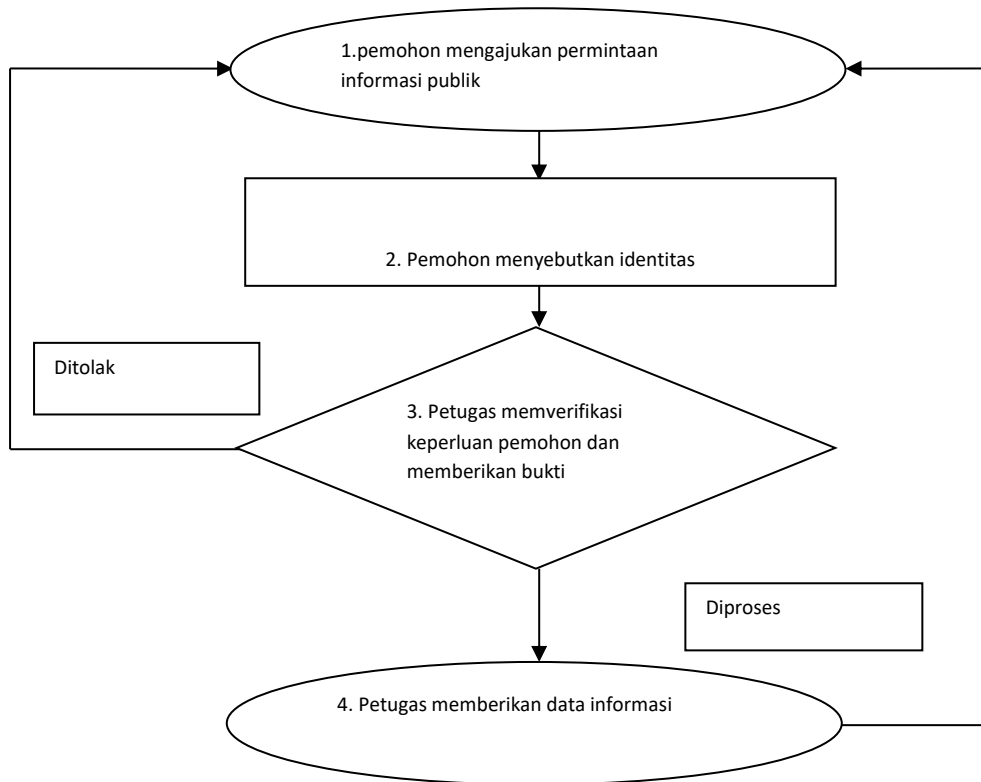 1.pemohon mengajukan permintaan
informasi publik
2. Pemohon menyebutkan identitas
Ditolak
3. Petugas memverifikasi
keperluan pemohon dan
memberikan bukti
Diproses
4. Petugas memberikan data informasi